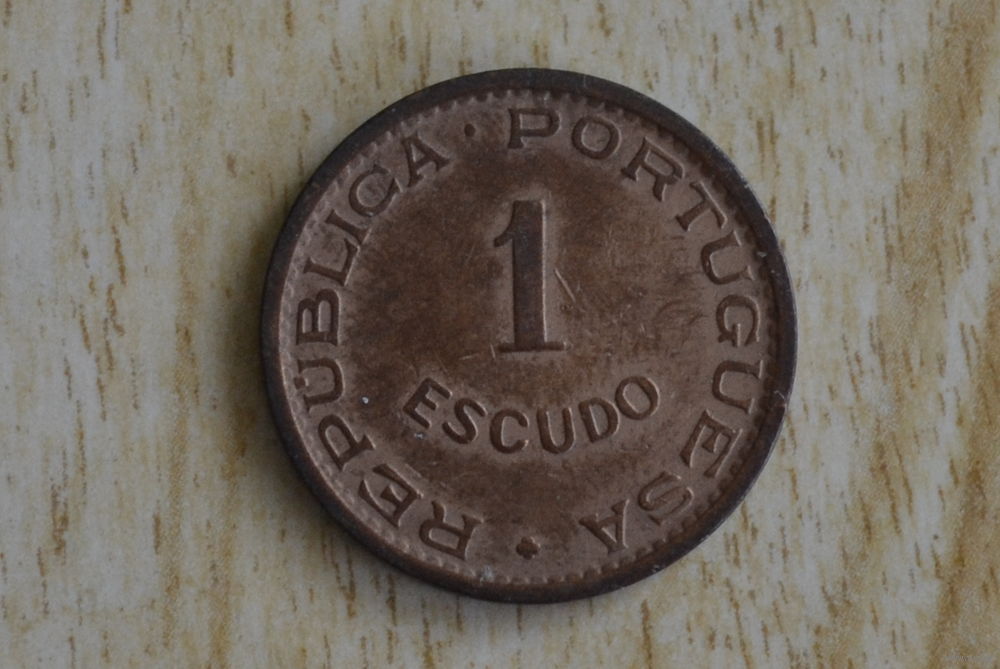 REPÚBLICA · PORTUGUESA ·
1
ESCUDO